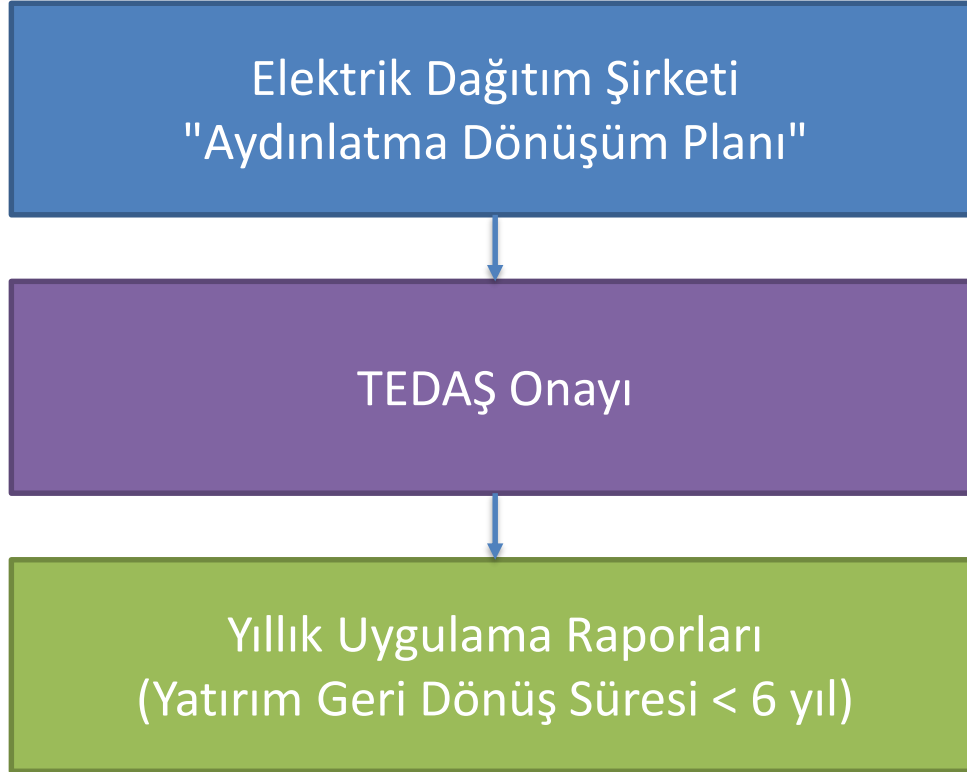 Elektrik Dağıtım Şirketi
"Aydınlatma Dönüşüm Planı"
TEDAŞ Onayı
Yıllık Uygulama Raporları
(Yatırım Geri Dönüş Süresi < 6 yıl)